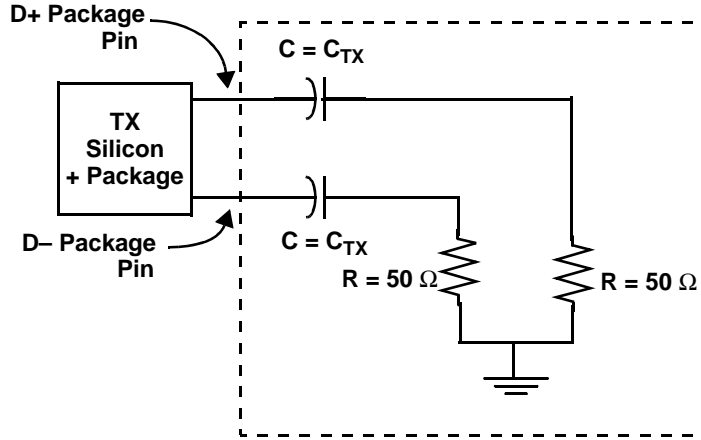 D+ Package
Pin
C = CTX
TX
Silicon
+ Package
D– Package
Pin
C = CTX
R = 50 Ω
R = 50 Ω